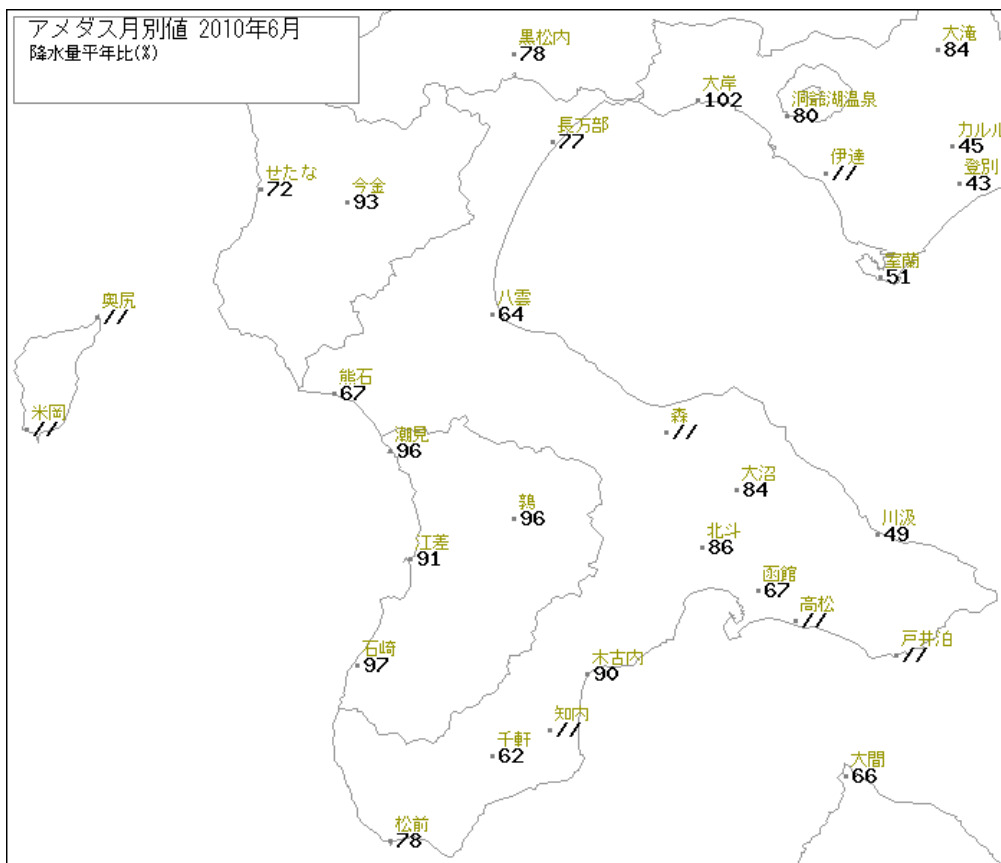 アメダス月別値 2010年6月
降水量平年比(%)
黒松内
78
大滝
84
大岸
102
洞爺湖温泉
80
長万部
77
カルル
45
伊達
//
登別
43
せたな
72
今金
93
室蘭
51
奥尻
//
八雲
64
熊石
67
米岡
//
潮見
96
森
//
大沼
84
鶉
96
川汲
49
江差
91
北斗
86
函館
67
高松
//
石崎
97
木古内
90
戸井泊
//
知内
//
千軒
62
大間
66
松前
78